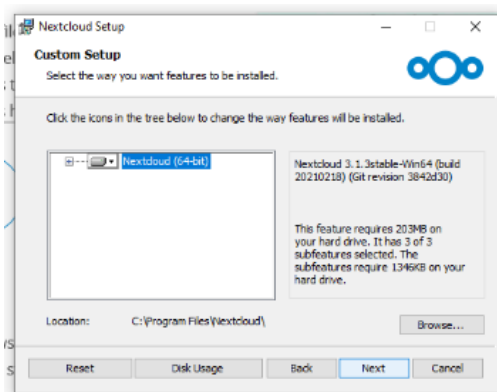 Nextcloud Setup
Custom Setup
Select the way you want features to be installed.
Click the icons in the tree below to change the way features will be installed.
Nextcloud (64-bit)
Nextcloud 3.1.3stable-Win64 (build
20210218) (Git revision 3842d30)
This feature requires 203MB on
your hard drive. It has 3 of 3
subfeatures selected. The
subfeatures require 1346KB on your
hard drive.
Location: C:\Program Files\Nextcloud\
Browse...
Reset Disk Usage Back Next Cancel